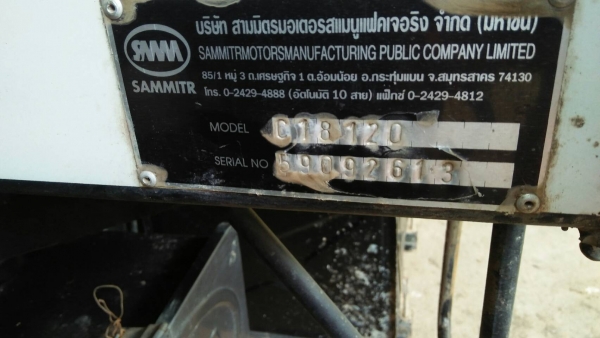 บริษัท สามมิตรมอเตอร์สแมนูแฟคเจอริง จำกัด (มหาชน)
SMM
SAMMITRMOTORSMANUFACTURING PUBLIC COMPANY LIMITED
85/1 หมู่ 3 ถ.เศรษฐกิจ 1 ต.อ้อมน้อย อ.กระทุ่มแบน จ.สมุทรสาคร 74130
SAMMITR
โทร. 0-2429-4888 (อัตโนมัติ 10 สาย) แฟ็กซ์ 0-2429-4812
MODEL C18120
SERIAL NO 59092613